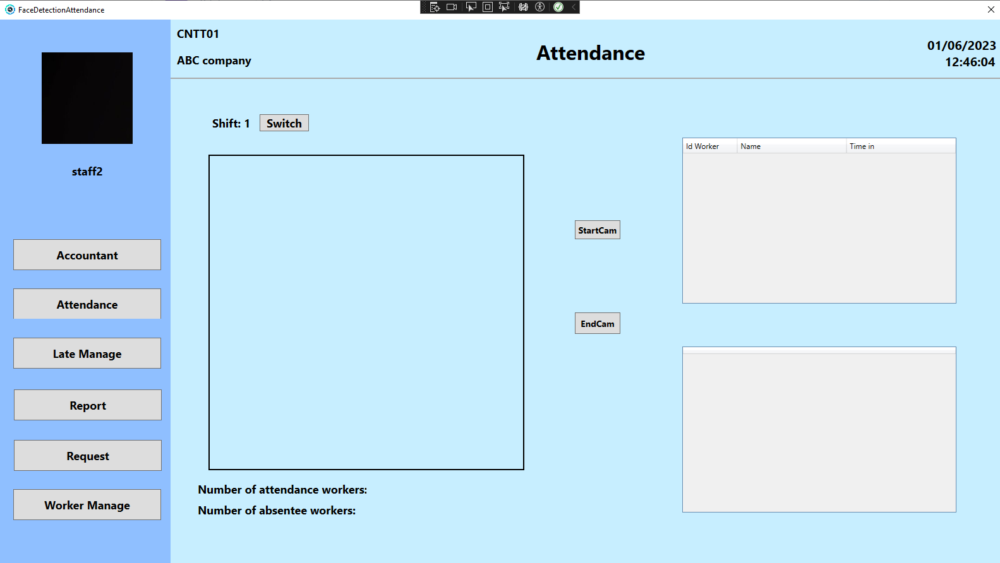 FaceDetectionAttendance
CNTT01
ABC company
Attendance
01/06/2023
12:46:04
staff2
Accountant
Attendance
Late Manage
Report
Request
Worker Manage
Shift: 1 Switch
StartCam
EndCam
Id Worker Name Time in
Number of attendance workers:
Number of absentee workers: